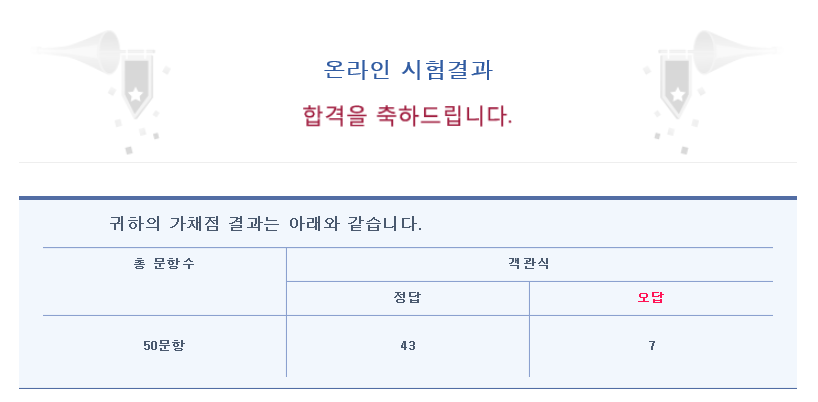 온라인 시험결과
합격을 축하드립니다.
귀하의 가채점 결과는 아래와 같습니다.
총 문항수 객관식
정답 오답
50문항 43 7